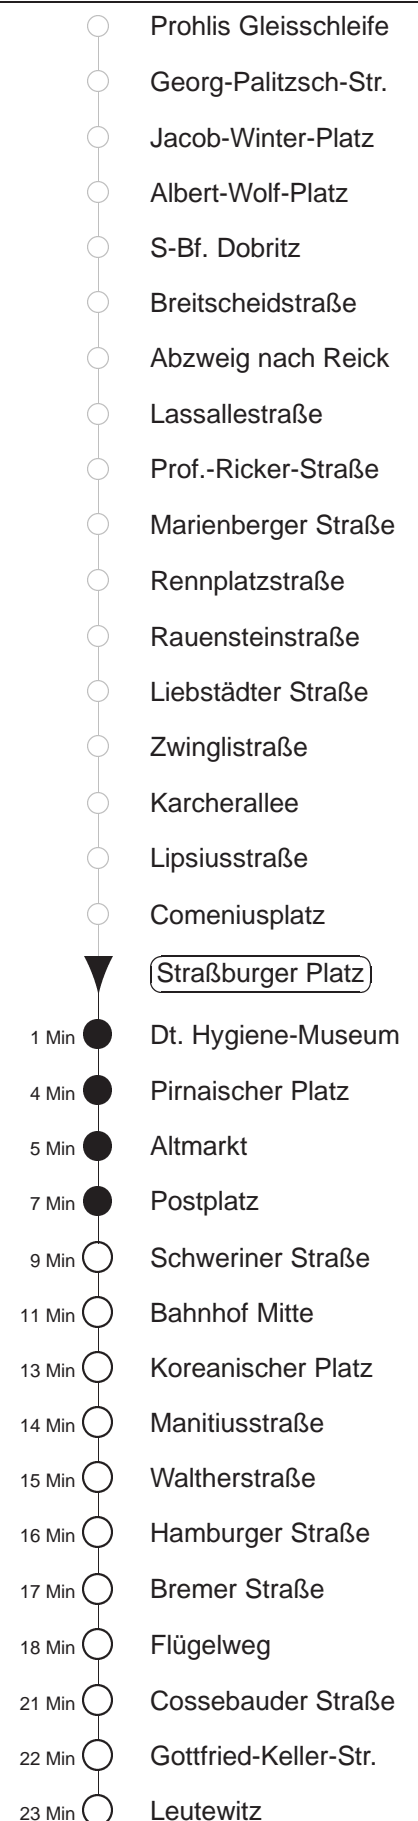 Prohlis Gleisschleife
Georg-Palitzsch-Str.
Jacob-Winter-Platz
Albert-Wolf-Platz
S-Bf. Dobritz
Breitscheidstraße
Abzweig nach Reick
Lassallestraße
Prof.-Ricker-Straße
Marienberger Straße
Rennplatzstraße
Rauensteinstraße
Liebstädter Straße
Zwinglistraße
Karcherallee
Lipsiusstraße
Comeniusplatz
Straßburger Platz
1 Min Dt. Hygiene-Museum
4 Min Pirnaischer Platz
5 Min Altmarkt
7 Min Postplatz
9 Min Schweriner Straße
11 Min Bahnhof Mitte
13 Min Koreanischer Platz
14 Min Manitiusstraße
15 Min Waltherstraße
16 Min Hamburger Straße
17 Min Bremer Straße
18 Min Flügelweg
21 Min Cossebauder Straße
22 Min Gottfried-Keller-Str.
23 Min Leutewitz